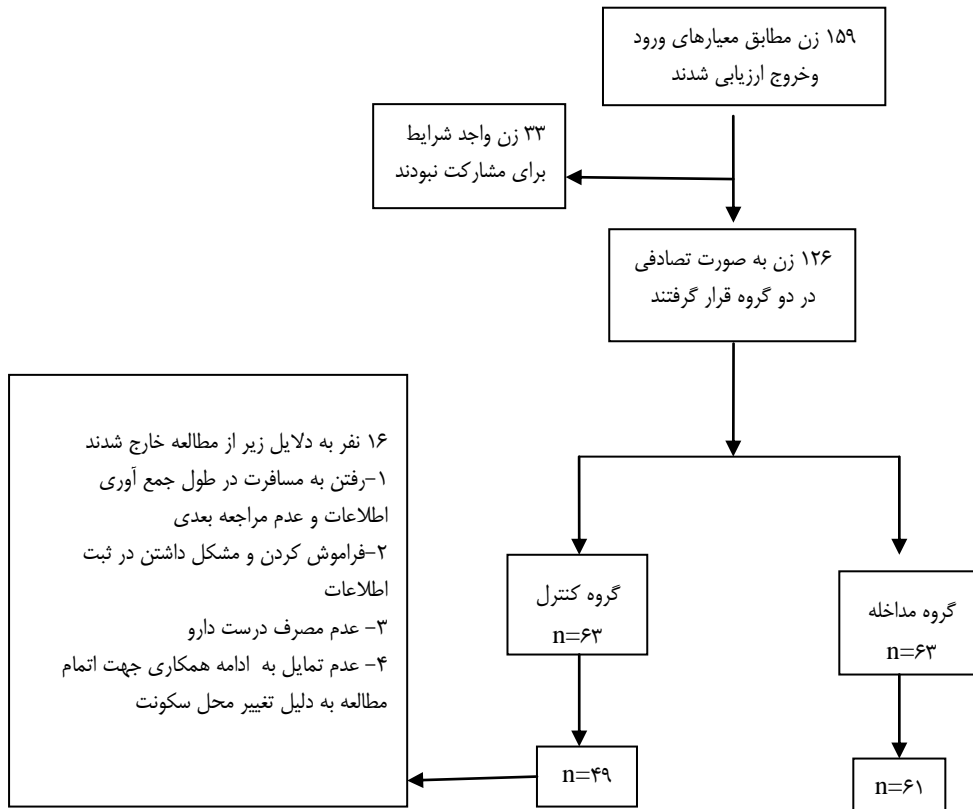 ۱۵۹ زن مطابق معیارهای ورود
وخروج ارزیابی شدند
۳۳ زن واجد شرایط
برای مشارکت نبودند
۱۲۶ زن به صورت تصادفی
در دو گروه قرار گرفتند
۱۶ نفر به دلایل زیر از مطالعه خارج شدند
۱-رفتن به مسافرت در طول جمع آوری
اطلاعات و عدم مراجعه بعدی
۲-فراموش کردن و مشکل داشتن در ثبت
اطلاعات
۳- عدم مصرف درست دارو
۴- عدم تمایل به ادامه همکاری جهت اتمام
مطالعه به دلیل تغییر محل سکونت
گروه کنترل
n=۶۳
گروه مداخله
n=۶۳
n=۴۹
n=۶۱